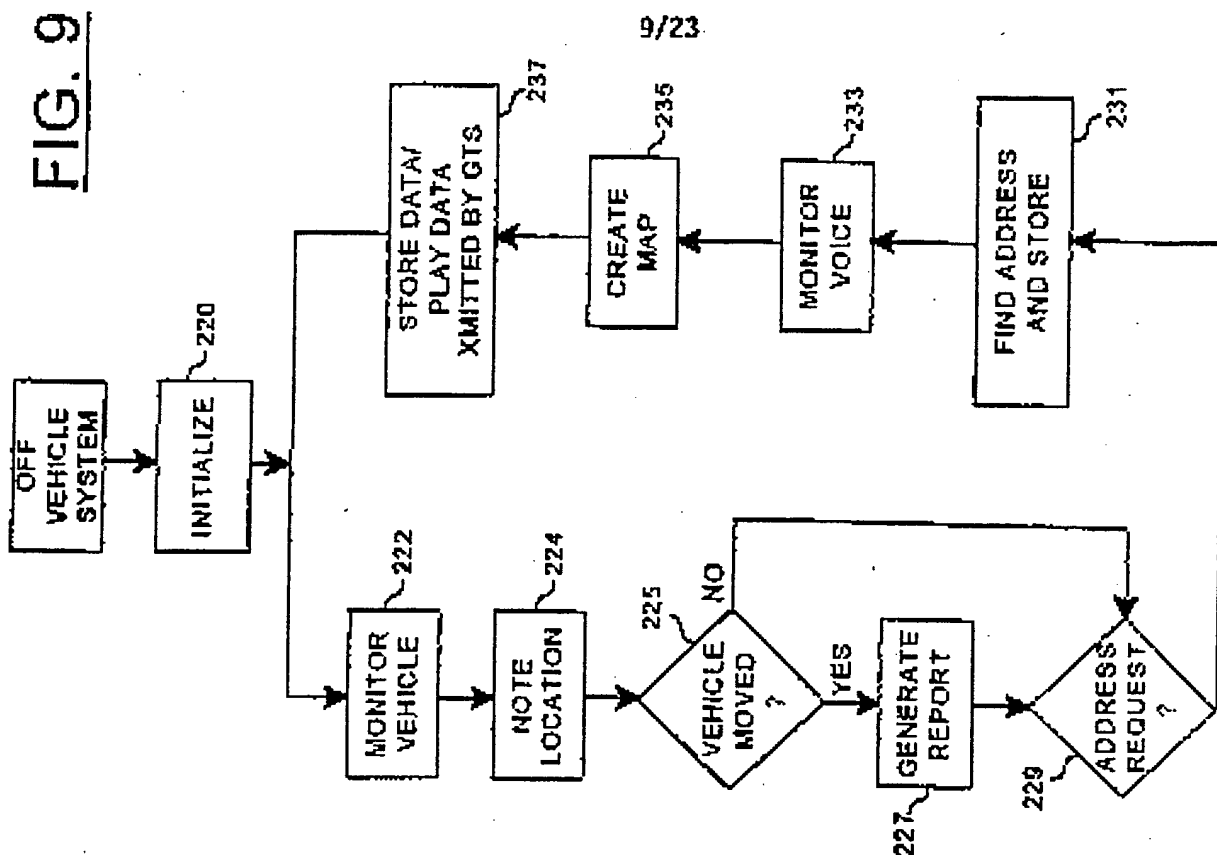 9/23
FIG. 9
OFF
VEHICLE
SYSTEM
220
INITIALIZE
222
MONITOR
VEHICLE
224
NOTE
LOCATION
225
VEHICLE
MOVED
?
NO
YES
227
GENERATE
REPORT
229
ADDRESS
REQUEST
?
231
FIND ADDRESS
AND STORE
233
MONITOR
VOICE
235
CREATE
MAP
237
STORE DATA/
PLAY DATA
XMITTED BY GTS